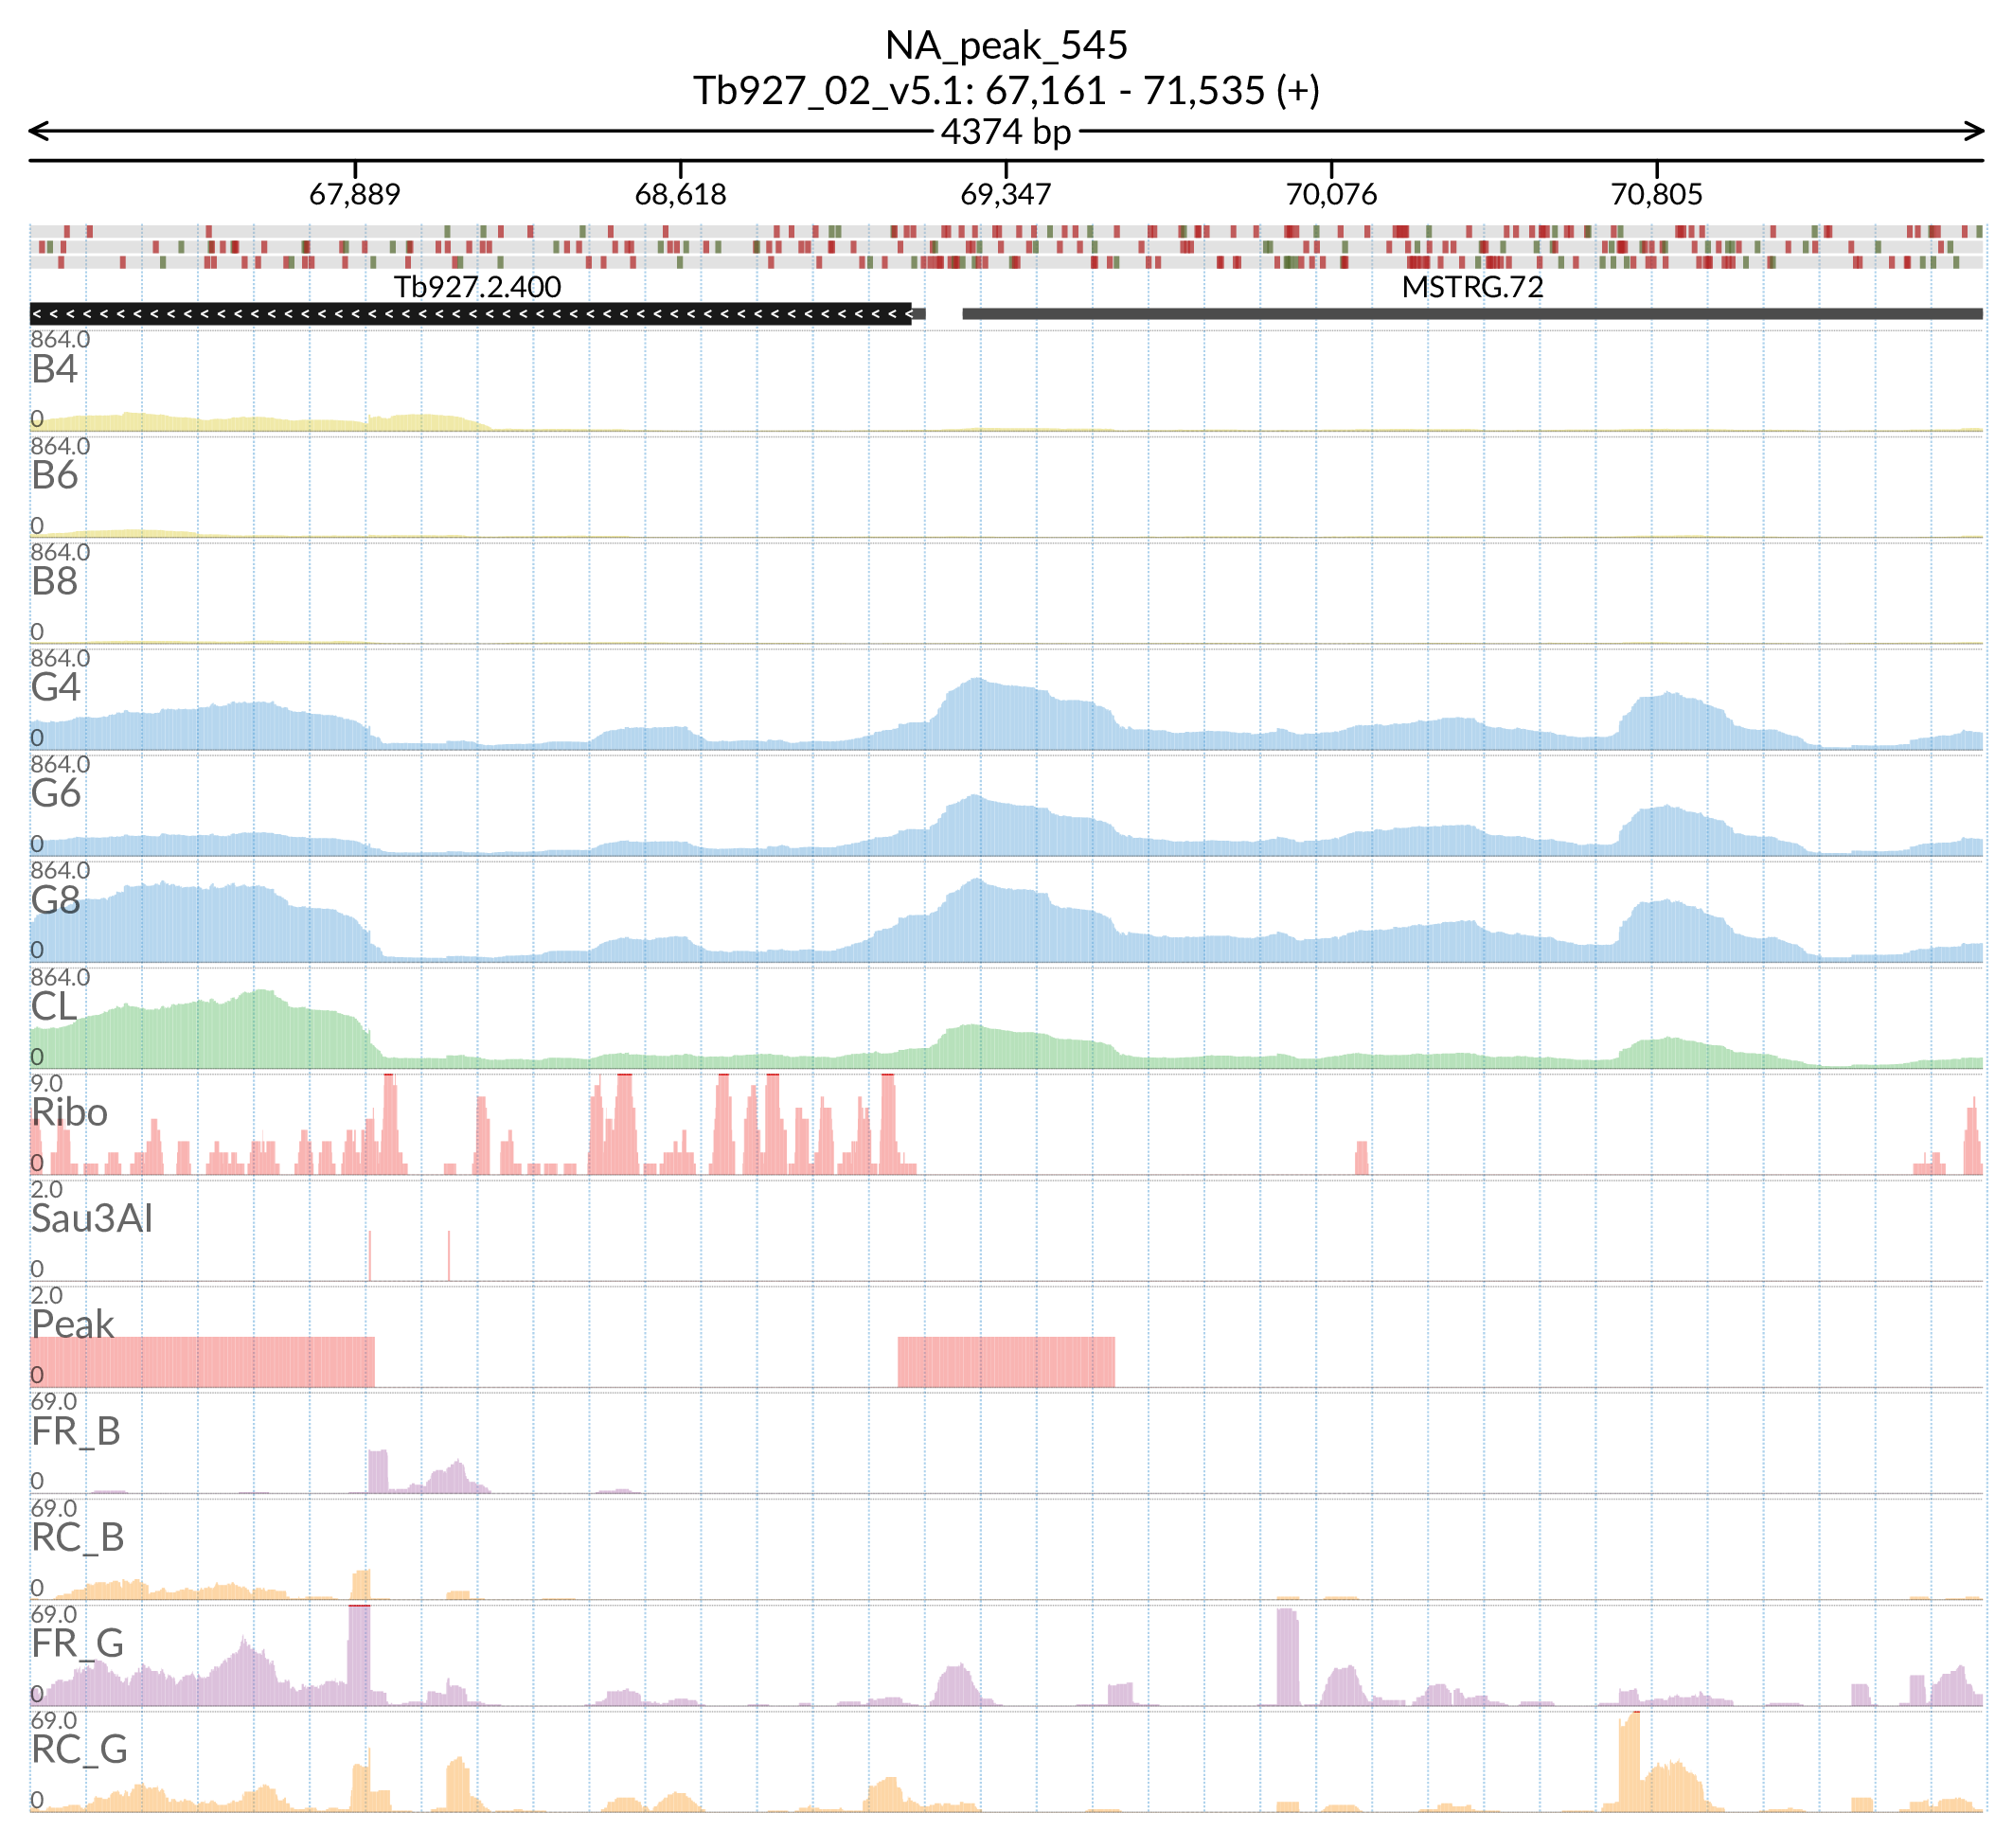 NA_peak_545
Tb927_02_v5.1: 67,161 - 71,535 (+)
4374 bp
67,889 68,618 69,347 70,076 70,805
Tb927.2.400 MSTRG.72
864.0
B4
0
864.0
B6
0
864.0
B8
0
864.0
G4
0
864.0
G6
0
864.0
G8
0
864.0
CL
0
9.0
Ribo
0
2.0
Sau3AI
0
2.0
Peak
0
69.0
FR_B
0
69.0
RC_B
0
69.0
FR_G
0
69.0
RC_G
0